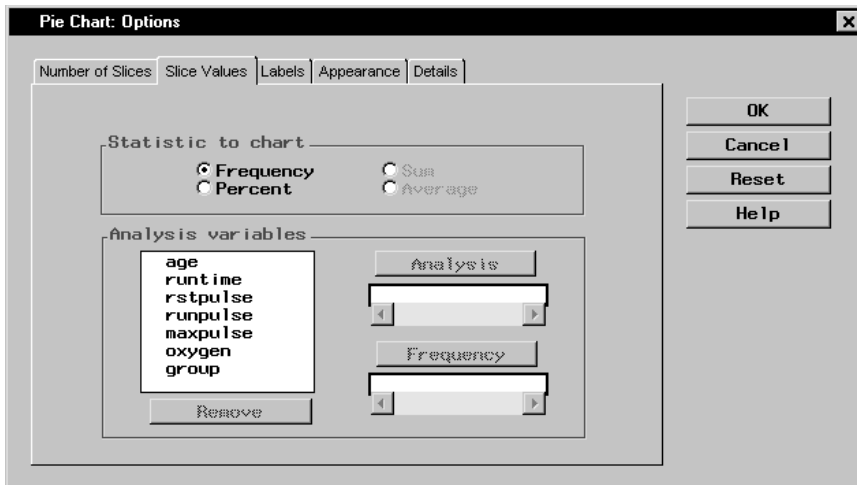 Pie Chart: Options
Number of Slices Slice Values Labels Appearance Details
OK
Cancel
Reset
Help
Statistic to chart
Frequency Sum
Percent Average
Analysis variables
age
runtime
rstpulse
runpulse
maxpulse
oxygen
group
Remove
Analysis
Frequency